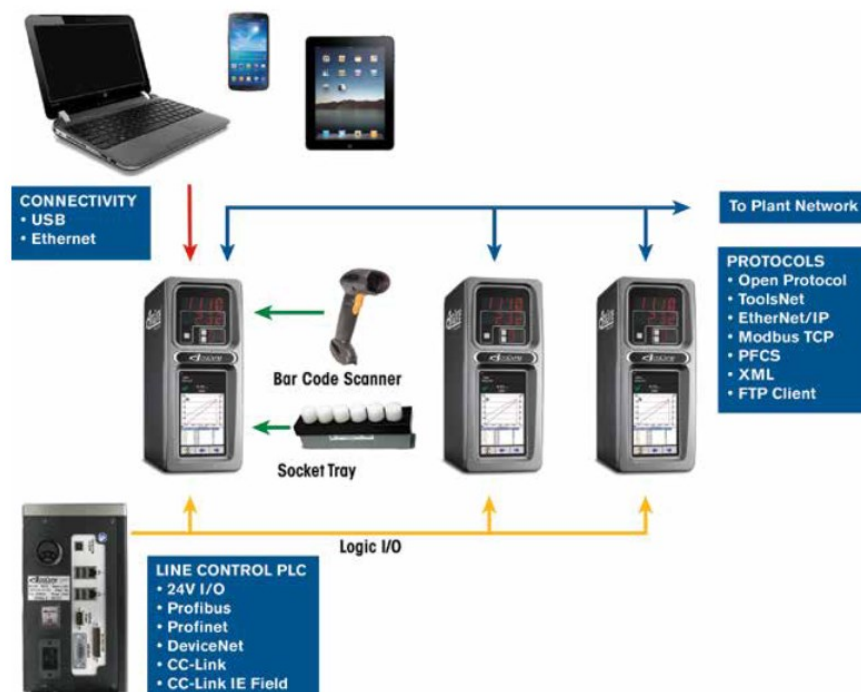 CONNECTIVITY
• USB
• Ethernet
To Plant Network
PROTOCOLS
• Open Protocol
• ToolsNet
• EtherNet/IP
• Modbus TCP
• PFCS
• XML
• FTP Client
Bar Code Scanner
Socket Tray
Logic I/O
LINE CONTROL PLC
• 24V I/O
• Profibus
• Profinet
• DeviceNet
• CC-Link
• CC-Link IE Field